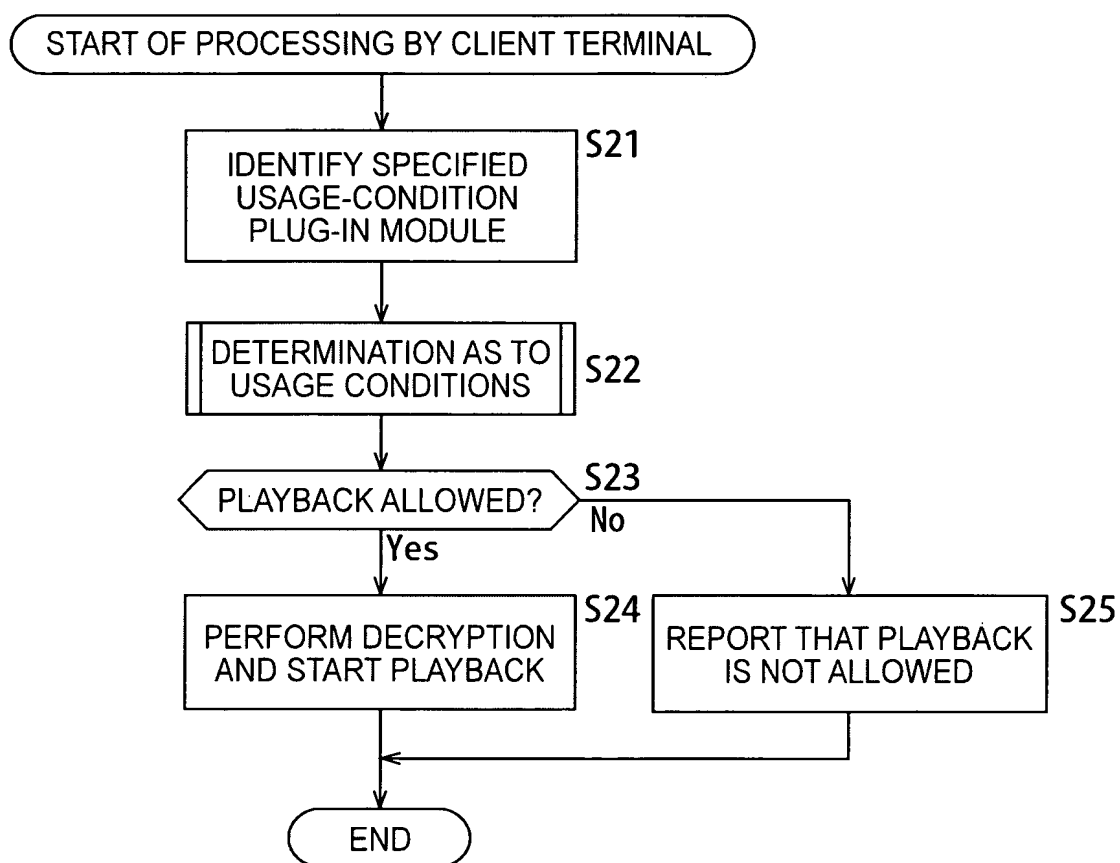 START OF PROCESSING BY CLIENT TERMINAL
S21
IDENTIFY SPECIFIED
USAGE-CONDITION
PLUG-IN MODULE
DETERMINATION AS TO
USAGE CONDITIONS
S22
S23
PLAYBACK ALLOWED?
No
Yes
S24
PERFORM DECRYPTION
AND START PLAYBACK
S25
REPORT THAT PLAYBACK
IS NOT ALLOWED
END